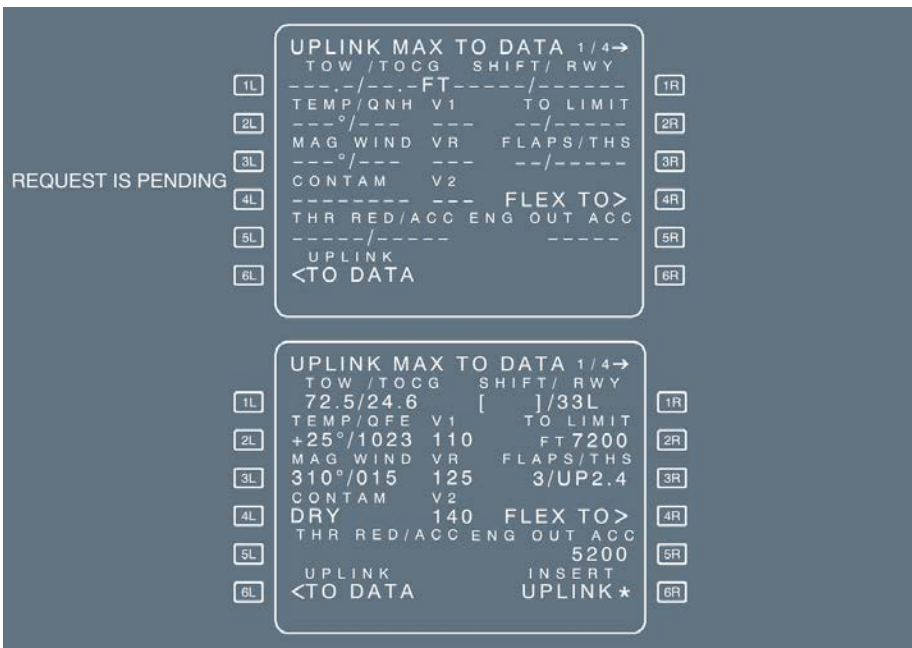 UPLINK MAX TO DATA 1/4→
TOW /TOCG SHIFT/ RWY
1L ---.-/--.-FT-----/------ 1R
TEMP/QNH V1 TO LIMIT
2L ---°/--- --- --/----- 2R
MAG WIND VR FLAPS/THS
3L ---°/--- --- --/----- 3R
REQUEST IS PENDING
CONTAM V2
4L -------- --- FLEX TO> 4R
THR RED/ACC ENG OUT ACC
5L -----/----- ----- 5R
UPLINK
6L <TO DATA 6R
UPLINK MAX TO DATA 1/4→
TOW /TOCG SHIFT/ RWY
1L 72.5/24.6 [ ]/33L 1R
TEMP/QFE V1 TO LIMIT
2L +25°/1023 110 FT7200 2R
MAG WIND VR FLAPS/THS
3L 310°/015 125 3/UP2.4 3R
CONTAM V2
4L DRY 140 FLEX TO> 4R
THR RED/ACC ENG OUT ACC
5L 5200 5R
UPLINK INSERT
6L <TO DATA UPLINK* 6R